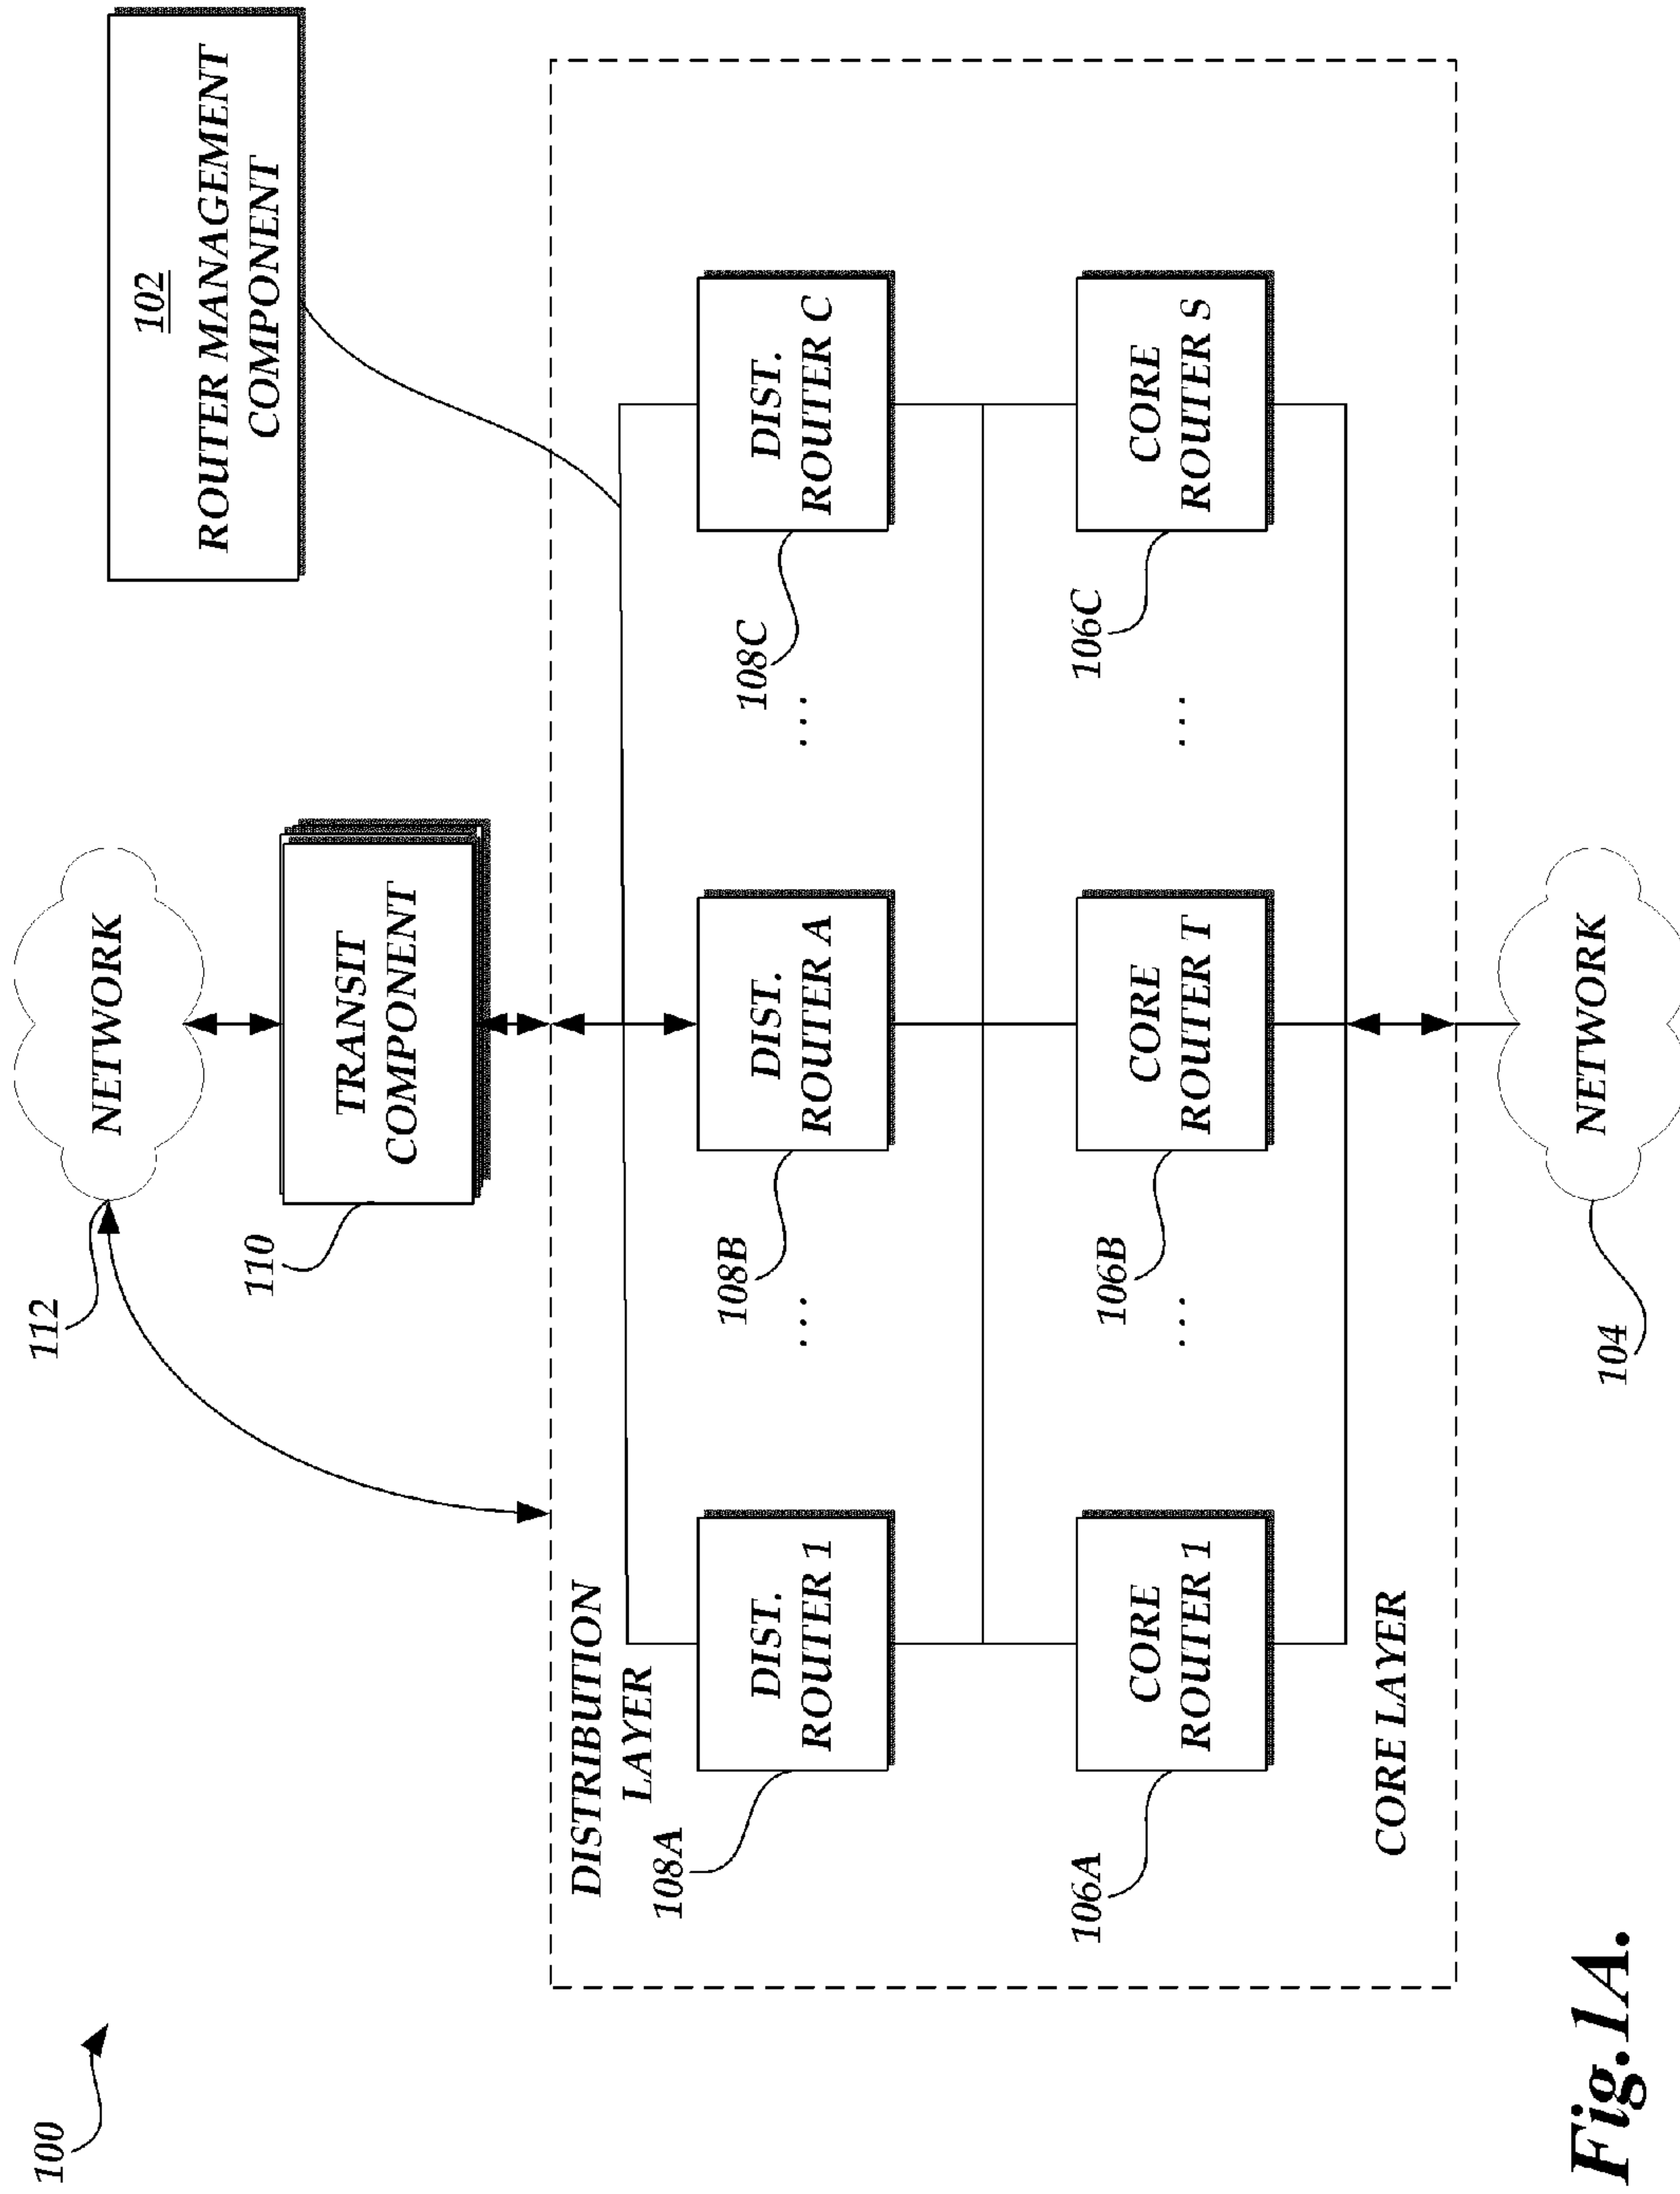 100
112
NETWORK
102
ROUTER MANAGEMENT
COMPONENT
110
TRANSIT
COMPONENT
DISTRIBUTION
LAYER
108A
DIST.
ROUTER 1
...
108B
DIST.
ROUTER A
...
108C
DIST.
ROUTER C
106A
CORE
ROUTER 1
...
106B
CORE
ROUTER T
...
106C
CORE
ROUTER S
CORE LAYER
104
NETWORK
Fig.1A.